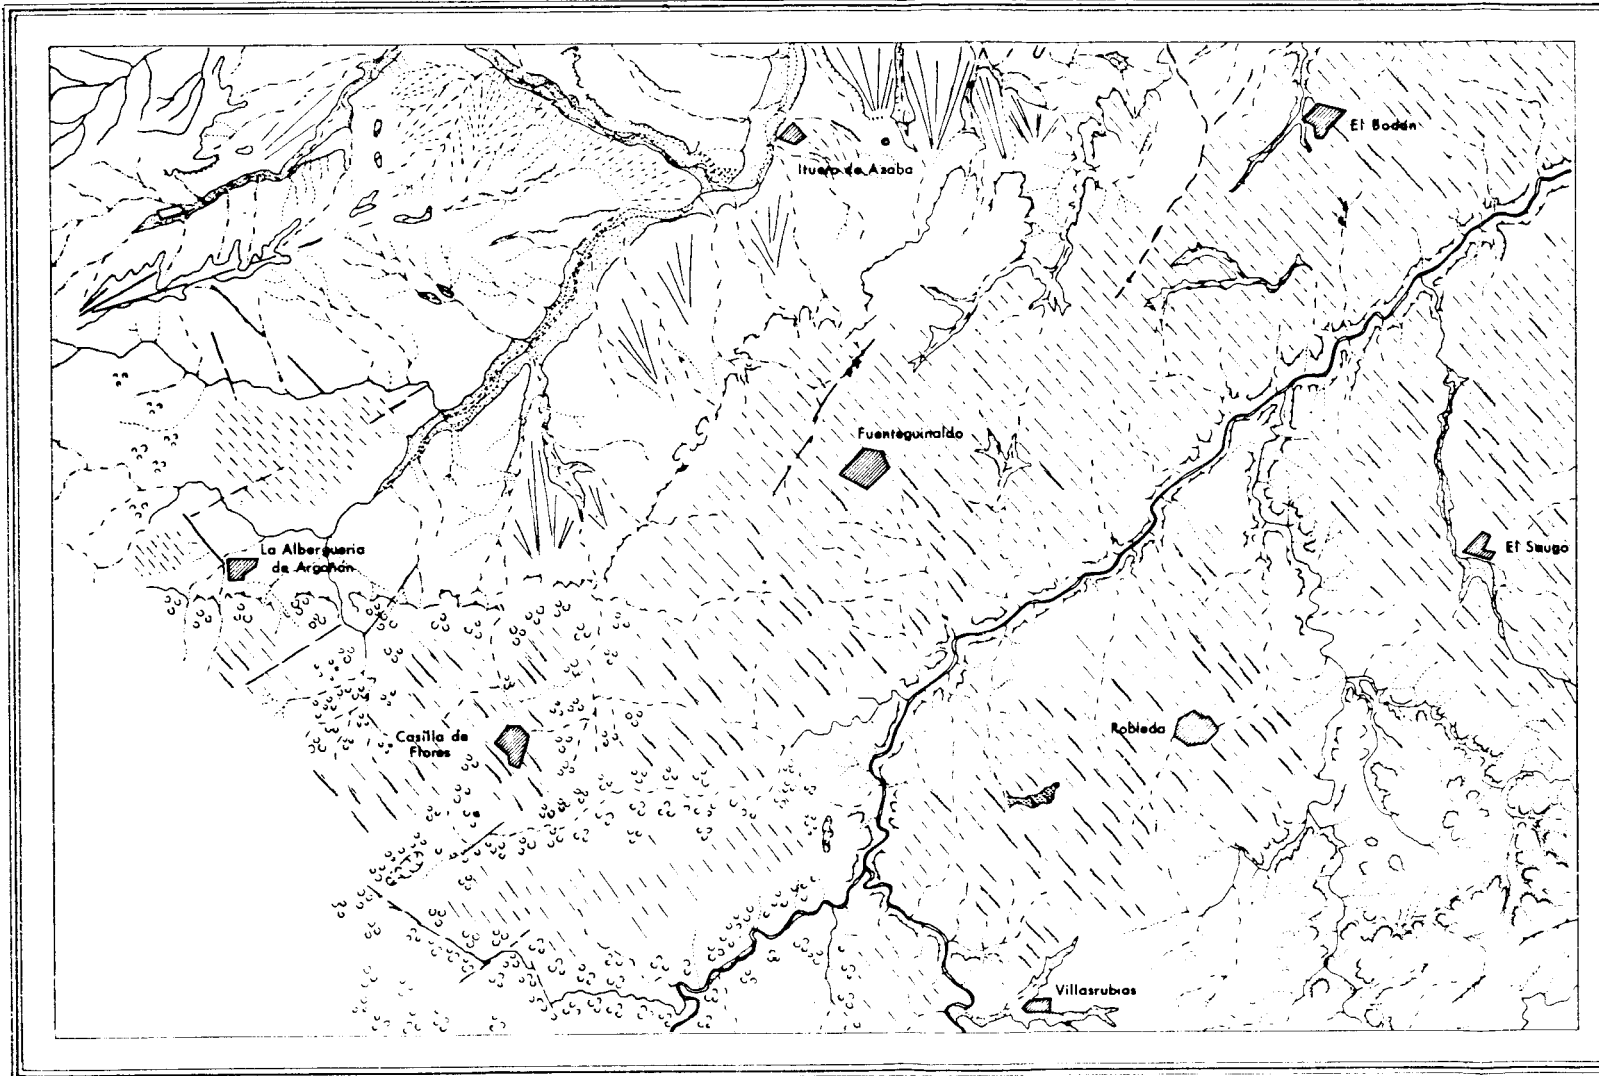 El Bodón
Ituero de Azaba
Fuenteguinaldo
La Alberguería
de Argañán
El Saugo
Casilla de
Flores
Robleda
Villasrubias